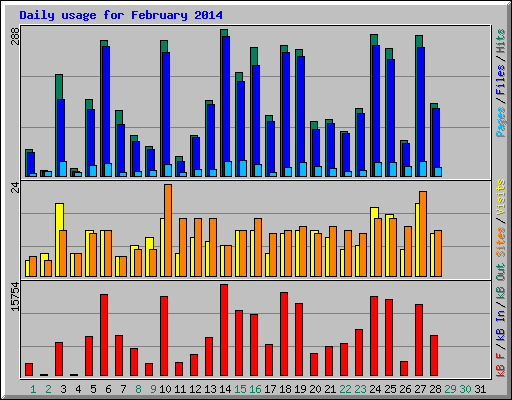 Daily usage for February 2014
288
Pages / Files / Hits
24
Sites / Visits
15754
kB F / kB In / kB Out
1 2 3 4 5 6 7 8 9 10 11 12 13 14 15 16 17 18 19 20 21 22 23 24 25 26 27 28 29 30 31